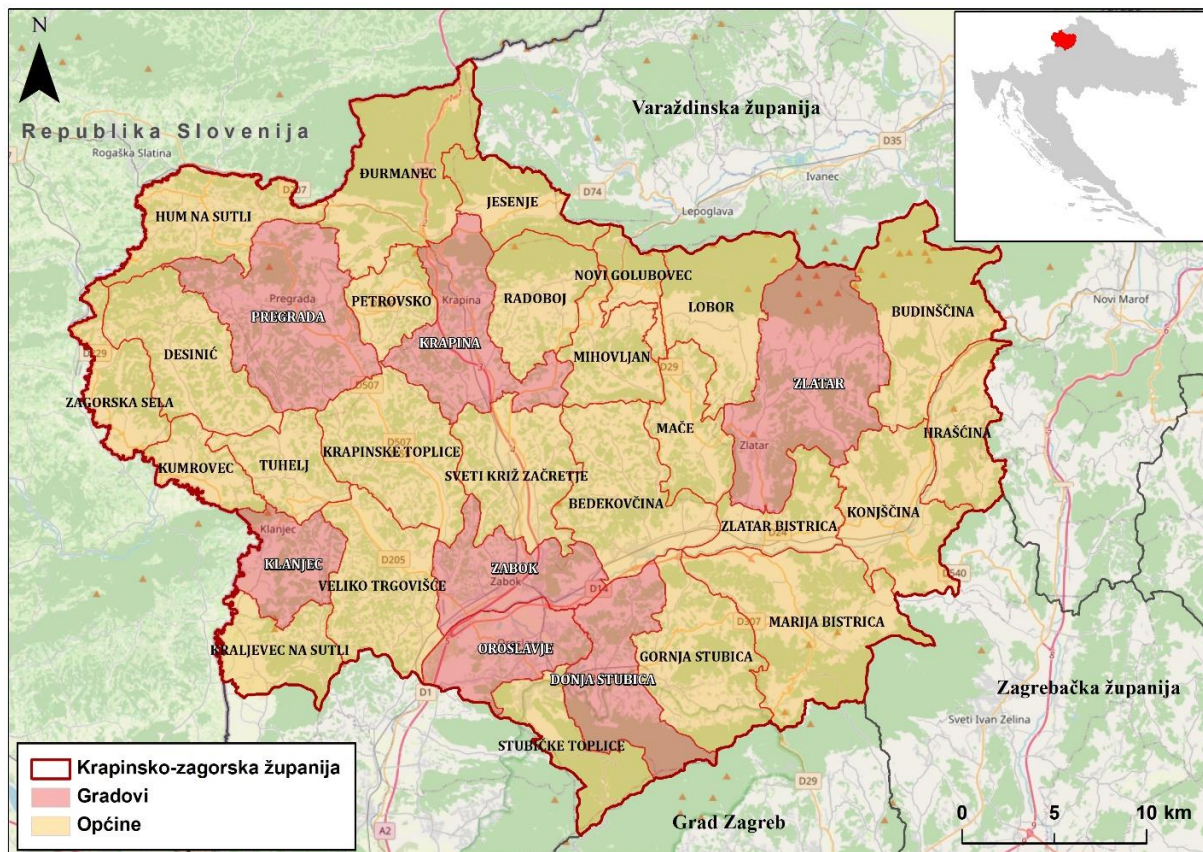 N
Varaždinska županija
Republika Slovenija
Rogaška Slatina
D35
Ivanec
ĐURMANEC
D74
D207
JESENJE
Lepoglava
HUM NA SUTLI
NOVI GOLUBOVEC
Pregrada
PETROVSKO
Krapina
RADOBOJ
LOBOR
BUDINŠČINA
Novi Marof
PREGRADA
KRAPINA
MIHOVLJAN
DESINIĆ
D29
ZLATAR
D507
ZAGORSKA SELA
MAČE
HRAŠĆINA
Zlatar
D507
KRAPINSKE TOPLICE
KUMROVEC
TUHELJ
SVETI KRIŽ ZAČRETJE
BEDEKOVČINA
KONJŠČINA
ZLATAR BISTRICA
D24
Klanjec
KLANJEC
D205
VELIKO TRGOVIŠĆE
ZABOK
Zabok
D14
D540
MARIJA BISTRICA
D307
KRALJEVEC NA SUTLI
OROSLAVJE
GORNJA STUBICA
DONJA STUBICA
D1
Zagrebačka županija
Sveti Ivan Zelina
STUBIČKE TOPLICE
D29
Grad Zagreb
A2
Krapinsko-zagorska županija
Gradovi
Općine
0 5 10 km